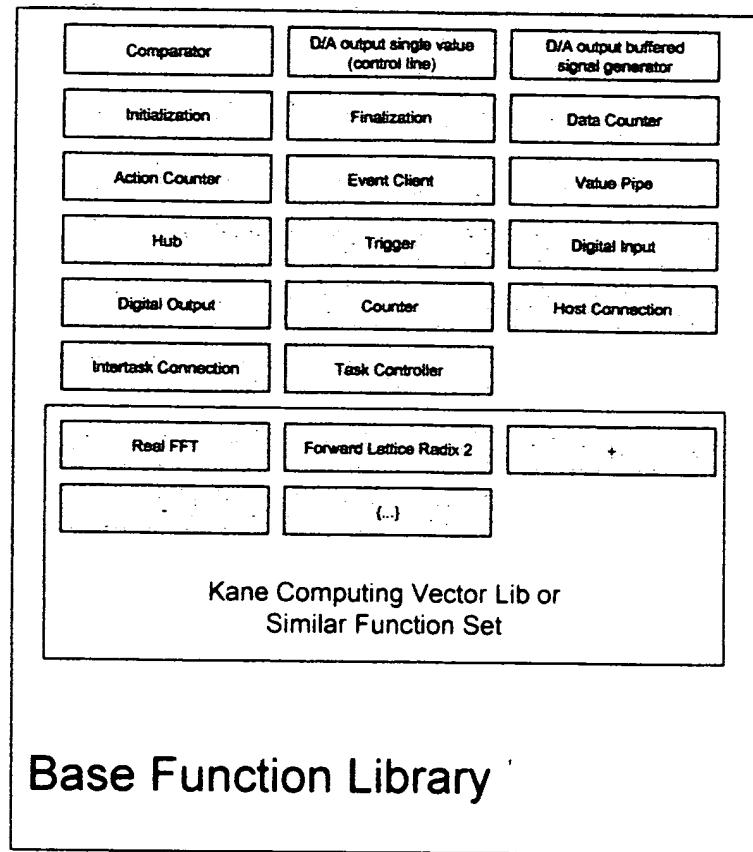 Comparator
D/A output single value
(control line)
D/A output buffered
signal generator
Initialization
Finalization
Data Counter
Action Counter
Event Client
Value Pipe
Hub
Trigger
Digital Input
Digital Output
Counter
Host Connection
Intertask Connection
Task Controller
Real FFT
Forward Lattice Radix 2
+
-
{...}
Kane Computing Vector Lib or
Similar Function Set
Base Function Library